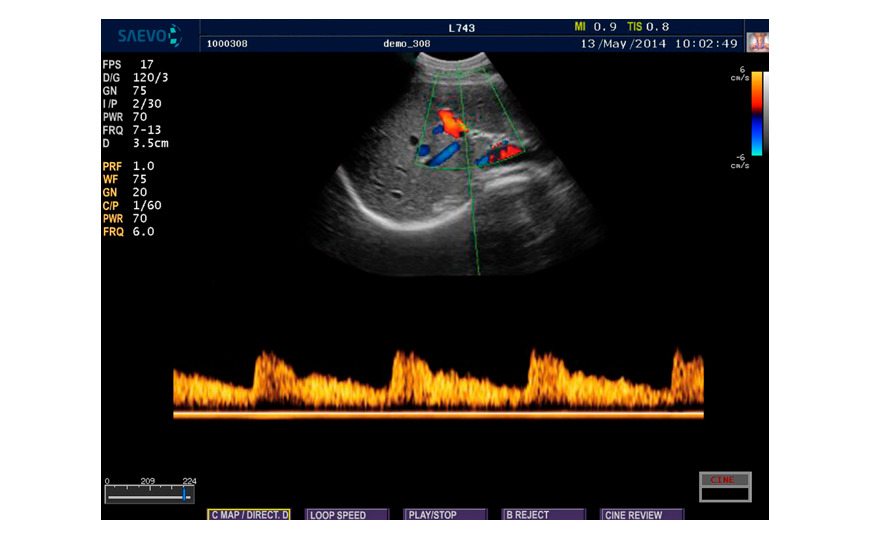 SAEVO
L743
MI 0.9 TIS 0.8
1000308
demo_308
13/May/2014 10:02:49
FPS 17
D/G 120/3
GN 75
I/P 2/30
PWR 70
FRQ 7-13
D 3.5cm
PRF 1.0
WF 75
GN 20
C/P 1/60
PWR 70
FRQ 6.0
6
cm/s
-6
cm/s
0 209 224
CINE
C MAP / DIRECT. D
LOOP SPEED
PLAY/STOP
B REJECT
CINE REVIEW